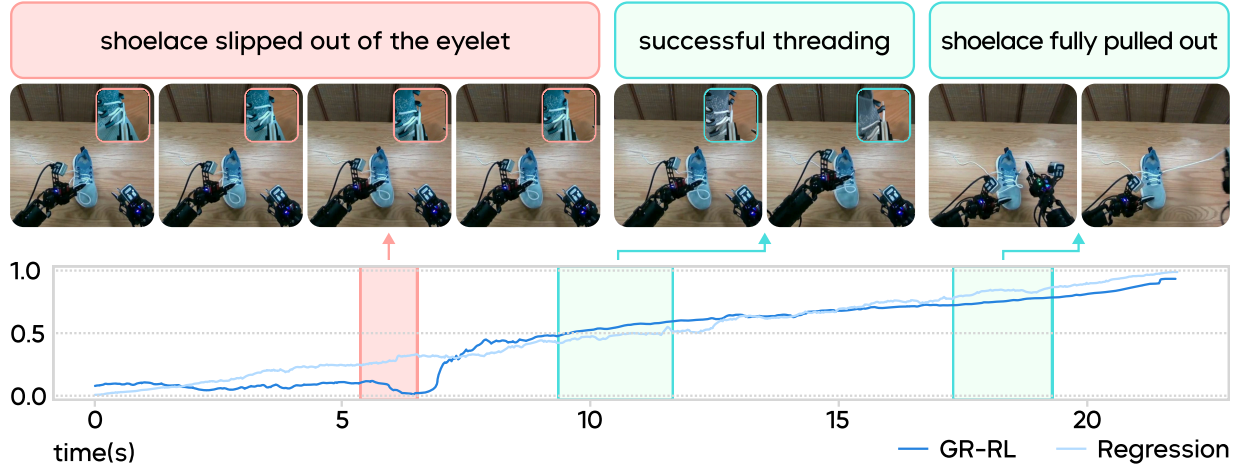 shoelace slipped out of the eyelet
successful threading
shoelace fully pulled out
1.0
0.5
0.0
0
5
10
15
20
time(s)
GR-RL
Regression